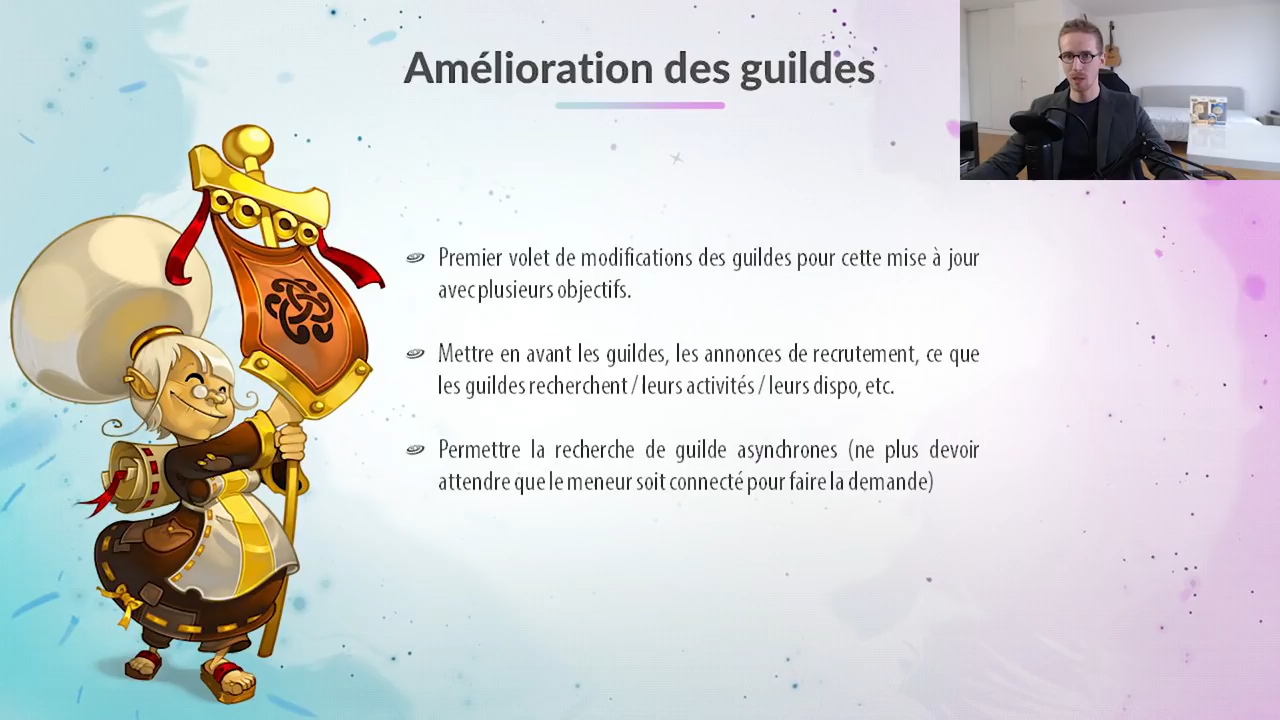 Amélioration des guildes
Premier volet de modifications des guildes pour cette mise à jour
avec plusieurs objectifs.
Mettre en avant les guildes, les annonces de recrutement, ce que
les guildes recherchent / leurs activités / leurs dispo, etc.
Permettre la recherche de guilde asynchrones (ne plus devoir
attendre que le meneur soit connecté pour faire la demande)